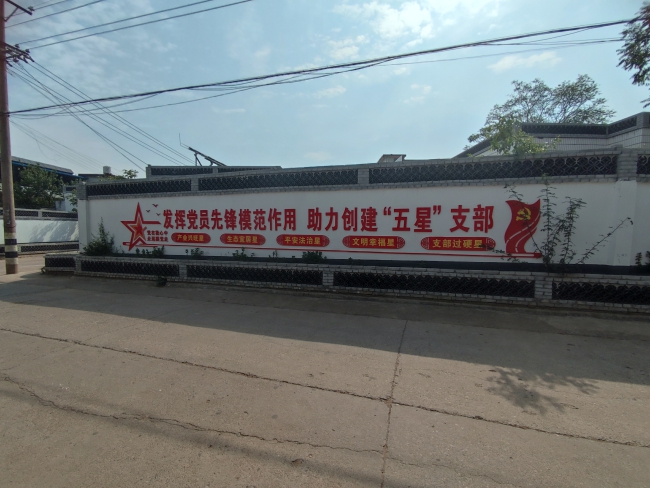 发挥党员先锋模范作用 助力创建“五星”支部
产业兴旺星 生态宜居星 平安法治星 文明幸福星 支部过硬星